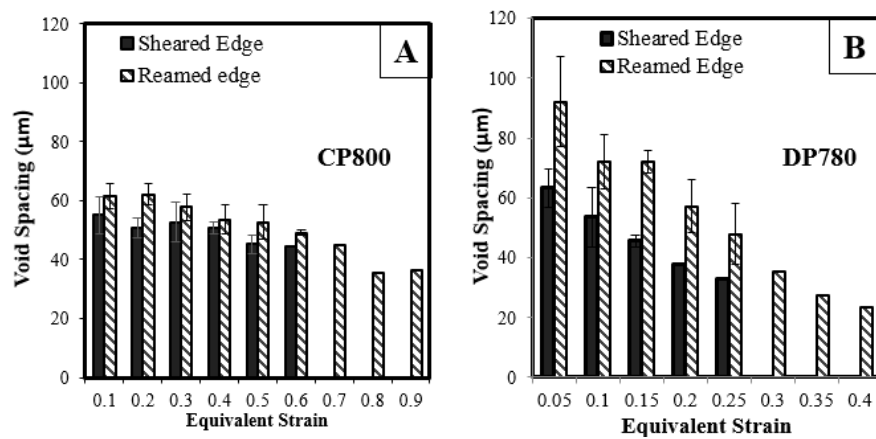 120
100
80
60
40
20
0
Void Spacing (µm)
Sheared Edge
Reamed edge
A
CP800
0.1 0.2 0.3 0.4 0.5 0.6 0.7 0.8 0.9
Equivalent Strain
120
100
80
60
40
20
0
Void Spacing (µm)
Sheared Edge
Reamed Edge
B
DP780
0.05 0.1 0.15 0.2 0.25 0.3 0.35 0.4
Equivalent Strain